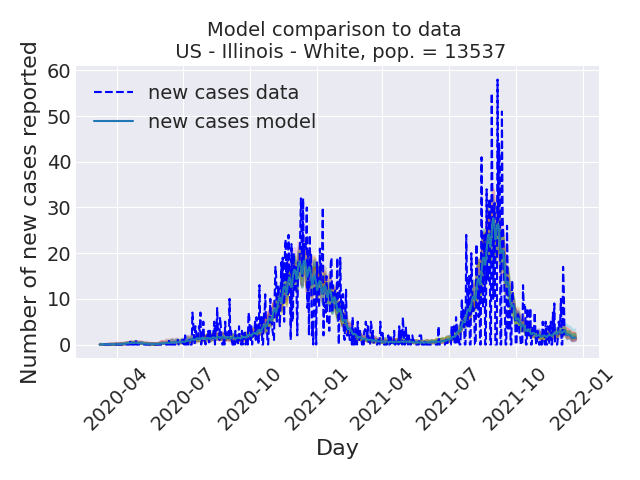 Model comparison to data
US - Illinois - White, pop. = 13537
Number of new cases reported
60
50
40
30
20
10
0
new cases data
new cases model
2020-04
2020-07
2020-10
2021-01
2021-04
2021-07
2021-10
2022-01
Day